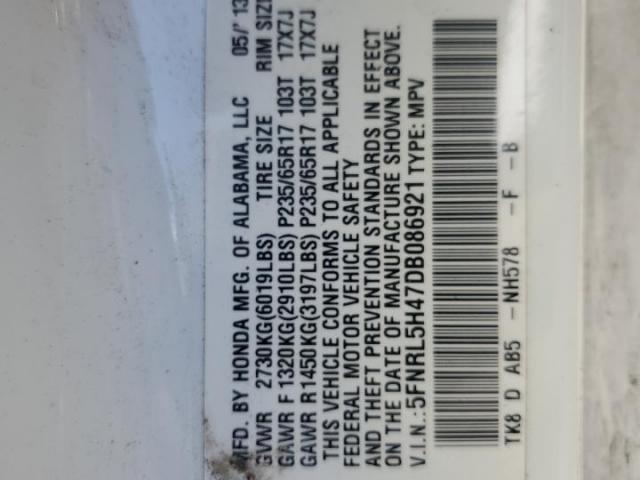 MFD. BY HONDA MFG. OF ALABAMA, LLC 05/'13
GVWR 2730KG(6019LBS) TIRE SIZE RIM SIZE
GAWR F 1320KG(2910LBS) P235/65R17 103T 17X7J
GAWR R 1450KG(3197LBS) P235/65R17 103T 17X7J
THIS VEHICLE CONFORMS TO ALL APPLICABLE
FEDERAL MOTOR VEHICLE SAFETY
AND THEFT PREVENTION STANDARDS IN EFFECT
ON THE DATE OF MANUFACTURE SHOWN ABOVE.
V.I.N.: 5FNRL5H47DB086921 TYPE: MPV
TK8 D AB5 -NH578 -F -B